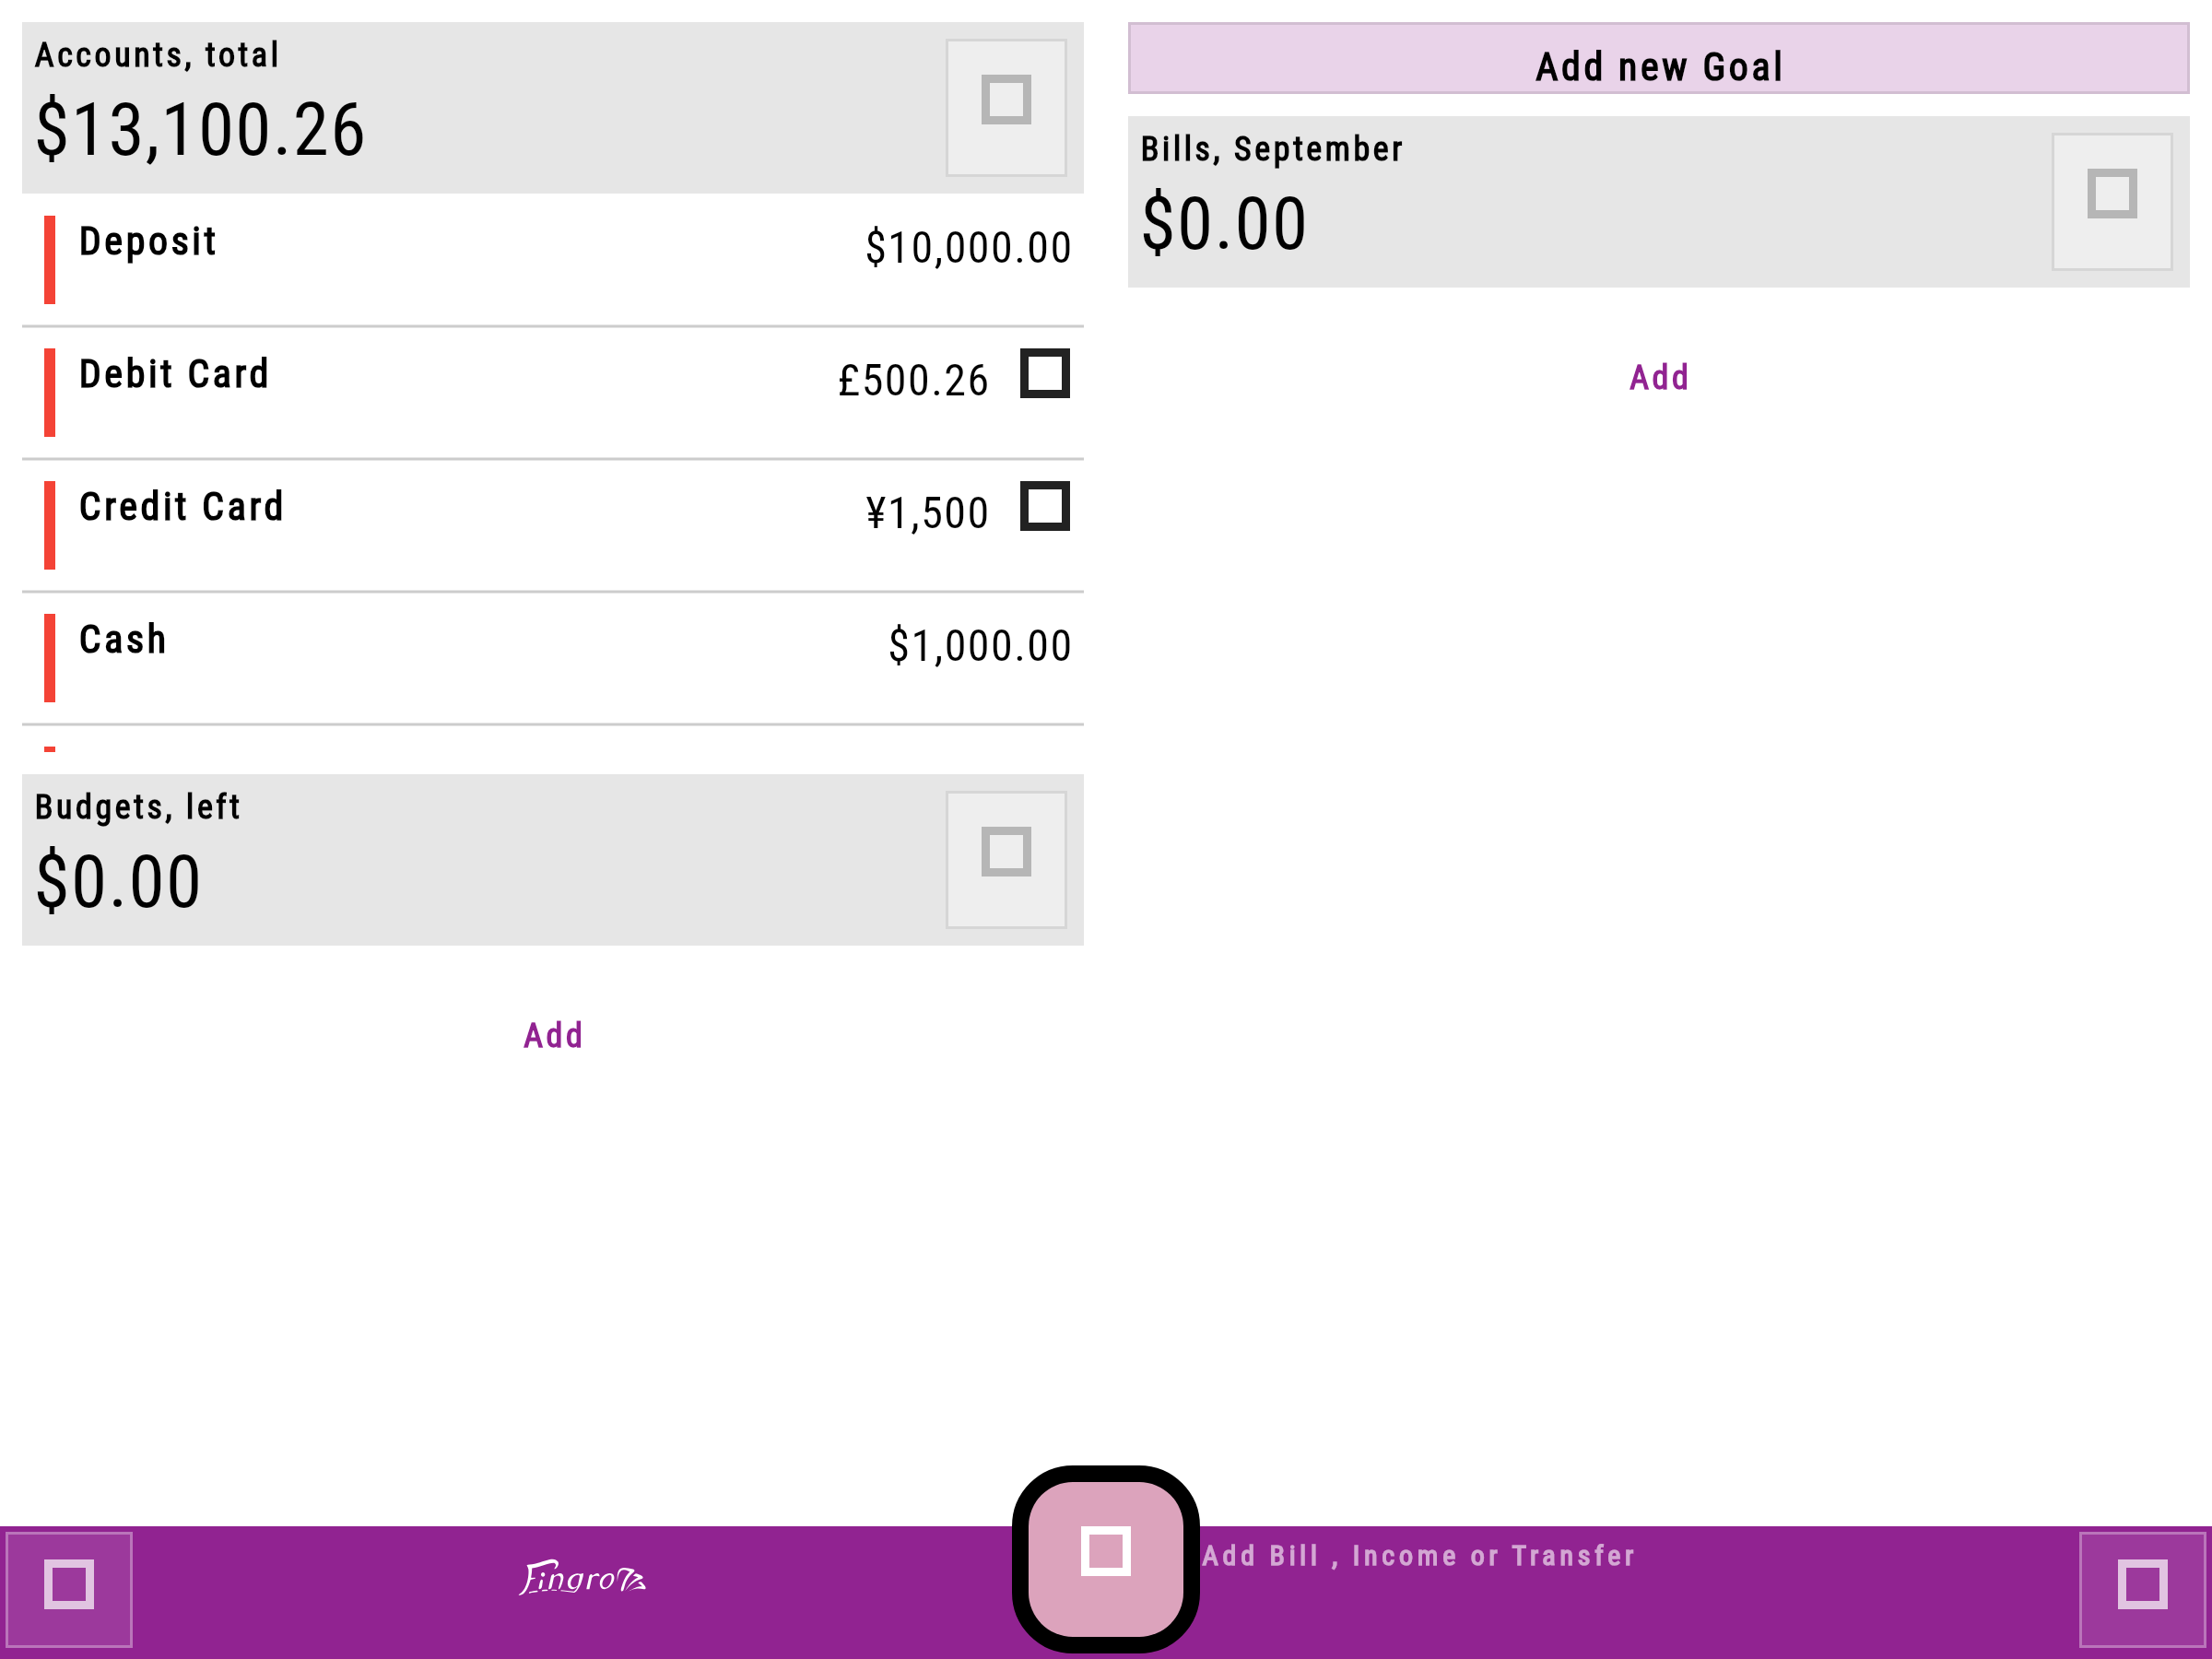 Accounts, total
$13,100.26
Deposit
$10,000.00
Debit Card
£500.26
Credit Card
¥1,500
Cash
$1,000.00
Budgets, left
$0.00
Add
Add new Goal
Bills, September
$0.00
Add
Add Bill , Income or Transfer